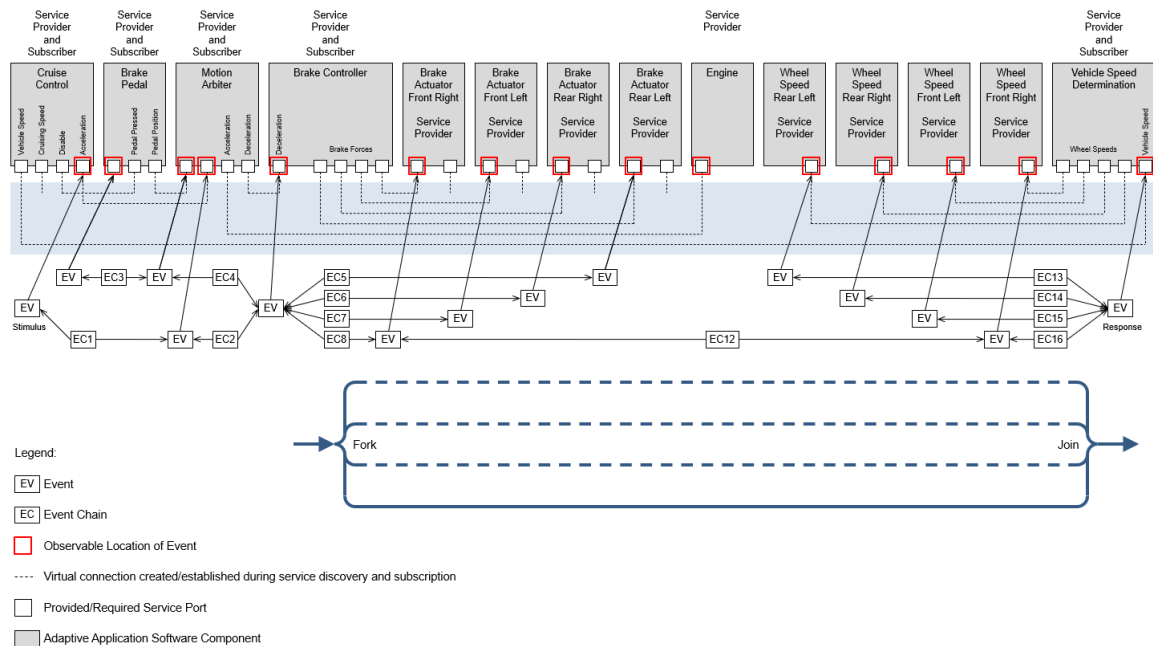 Service
Provider
and
Subscriber
Service
Provider
and
Subscriber
Service
Provider
and
Subscriber
Service
Provider
and
Subscriber
Service
Provider
Service
Provider
and
Subscriber
Cruise
Control
Brake
Pedal
Motion
Arbiter
Brake Controller
Brake
Actuator
Front Right
Service
Provider
Brake
Actuator
Front Left
Service
Provider
Brake
Actuator
Rear Right
Service
Provider
Brake
Actuator
Rear Left
Service
Provider
Engine
Wheel
Speed
Rear Left
Service
Provider
Wheel
Speed
Rear Right
Service
Provider
Wheel
Speed
Front Left
Service
Provider
Wheel
Speed
Front Right
Service
Provider
Vehicle Speed
Determination
Vehicle Speed
Cruising Speed
Disable
Acceleration
Pedal Pressed
Pedal Position
Acceleration
Deceleration
Deceleration
Brake Forces
Wheel Speeds
Vehicle Speed
EV
EC3
EV
EC4
EC5
EV
EV
EC13
EC6
EV
EV
EC14
EV
Stimulus
EV
EV
Response
EC7
EV
EV
EC15
EC1
EV
EC2
EC8
EV
EC12
EV
EC16
Fork
Join
Legend:
EV Event
EC Event Chain
Observable Location of Event
Virtual connection created/established during service discovery and subscription
Provided/Required Service Port
Adaptive Application Software Component